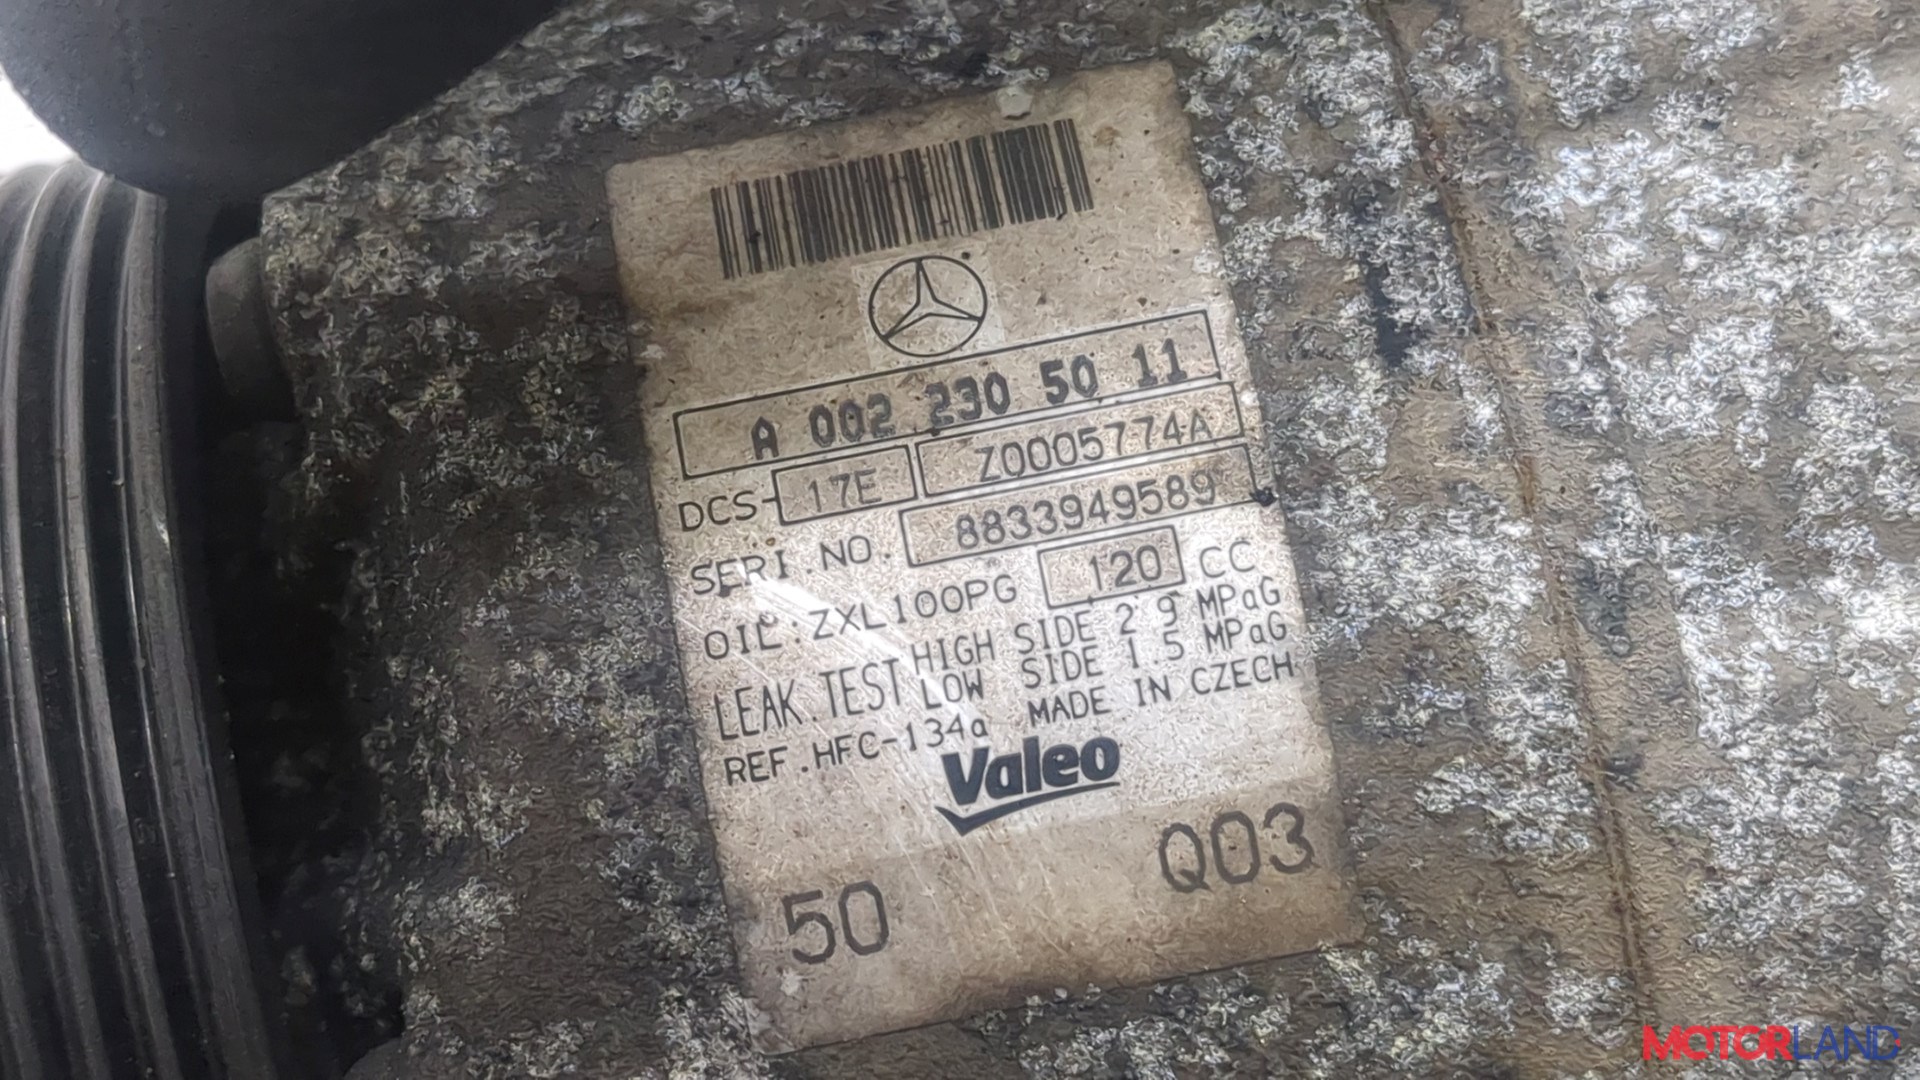 A 002 230 50 11
DCS- 17E Z0005774A
SERI.NO. 8833949589
OIL: ZXL100PG 120 CC
LEAK.TEST HIGH SIDE 2.9 MPaG
LOW SIDE 1.5 MPaG
REF.HFC-134a MADE IN CZECH
Valeo
50 Q03
MOTORLAND